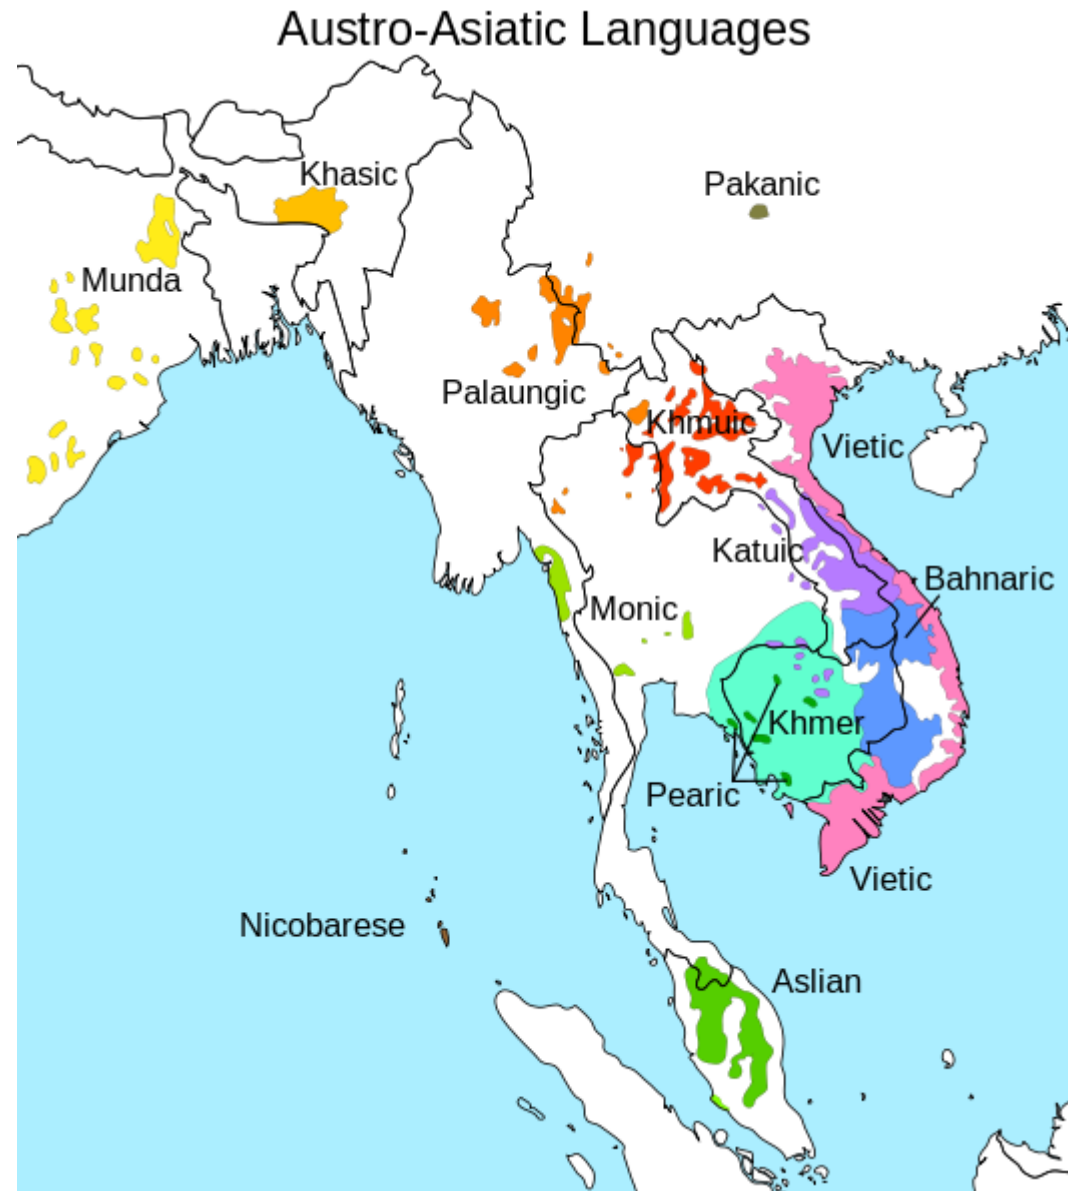 Austro-Asiatic Languages
Khasic
Pakanic
Munda
Palaungic
Khmuic
Vietic
Katuic
Bahnaric
Monic
Khmer
Pearic
Vietic
Nicobarese
Aslian